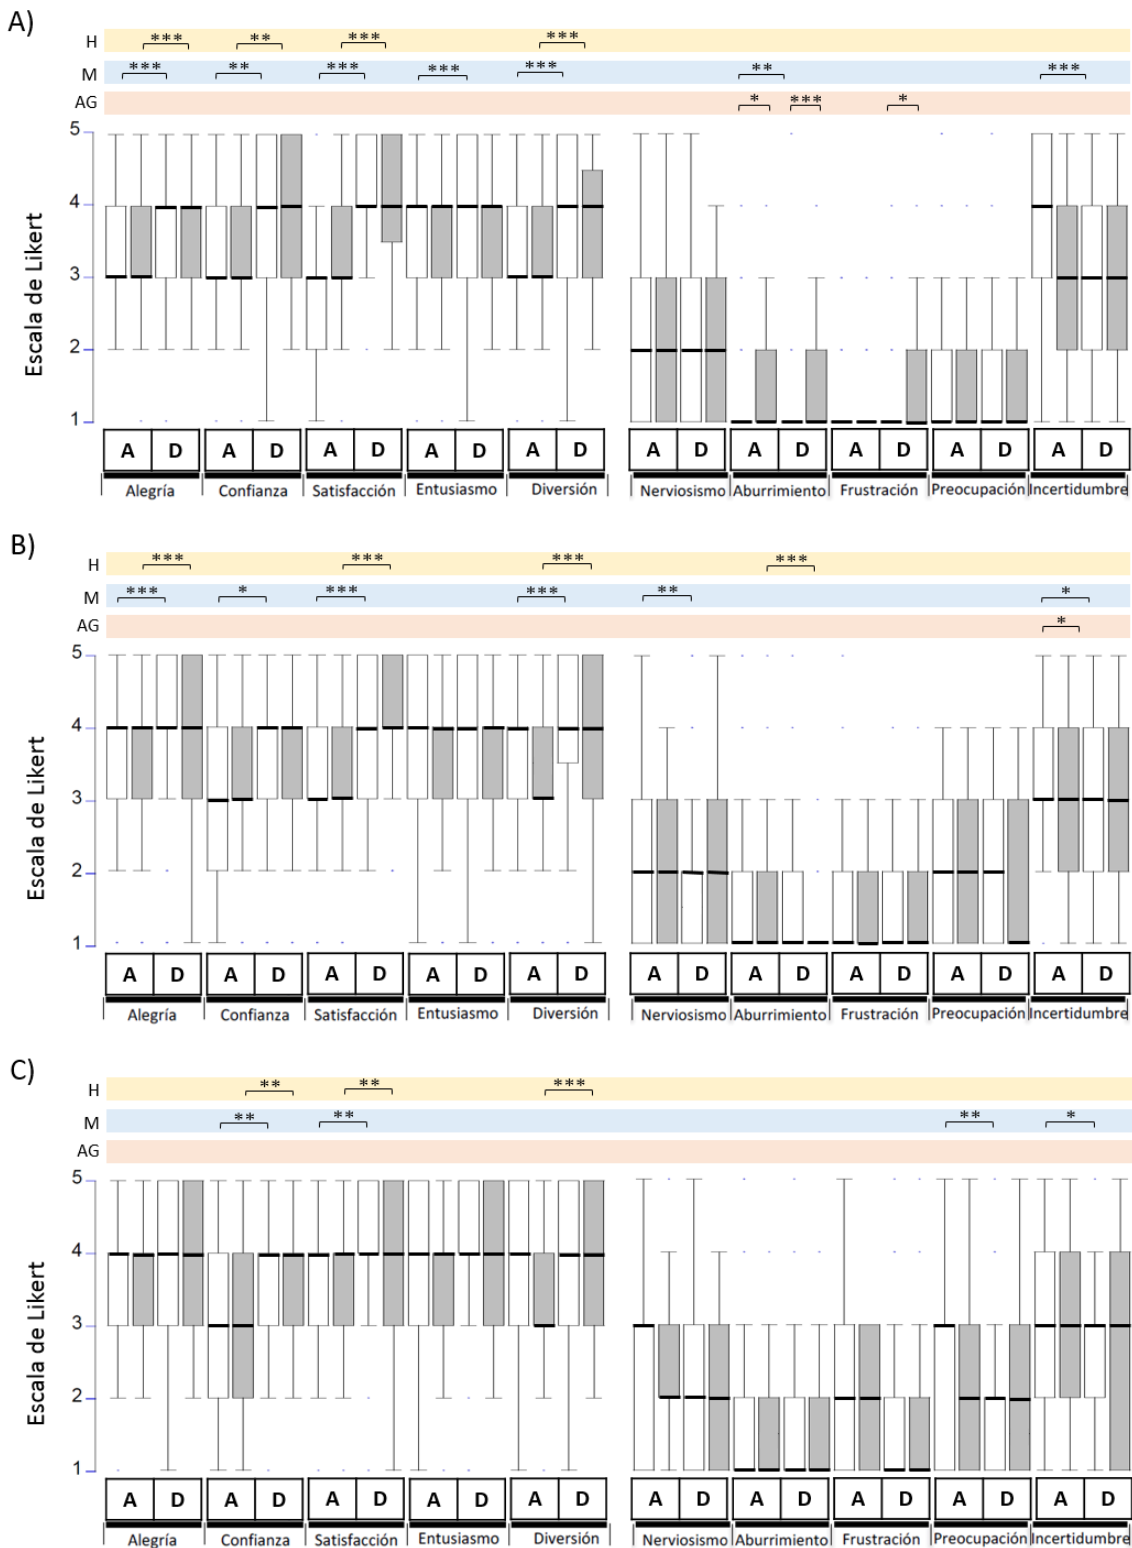 A)
H *** ** *** ***
M *** ** *** *** *** ** ***
AG * *** *
Escala de Likert
5
4
3
2
1
A D A D A D A D A D A D A D A D A D A D
Alegría Confianza Satisfacción Entusiasmo Diversión Nerviosismo Aburrimiento Frustración Preocupación Incertidumbre
B)
H *** *** *** ***
M *** * *** *** ** *
AG *
Escala de Likert
5
4
3
2
1
A D A D A D A D A D A D A D A D A D A D
Alegría Confianza Satisfacción Entusiasmo Diversión Nerviosismo Aburrimiento Frustración Preocupación Incertidumbre
C)
H ** ** ***
M ** ** ** *
AG
Escala de Likert
5
4
3
2
1
A D A D A D A D A D A D A D A D A D A D
Alegría Confianza Satisfacción Entusiasmo Diversión Nerviosismo Aburrimiento Frustración Preocupación Incertidumbre